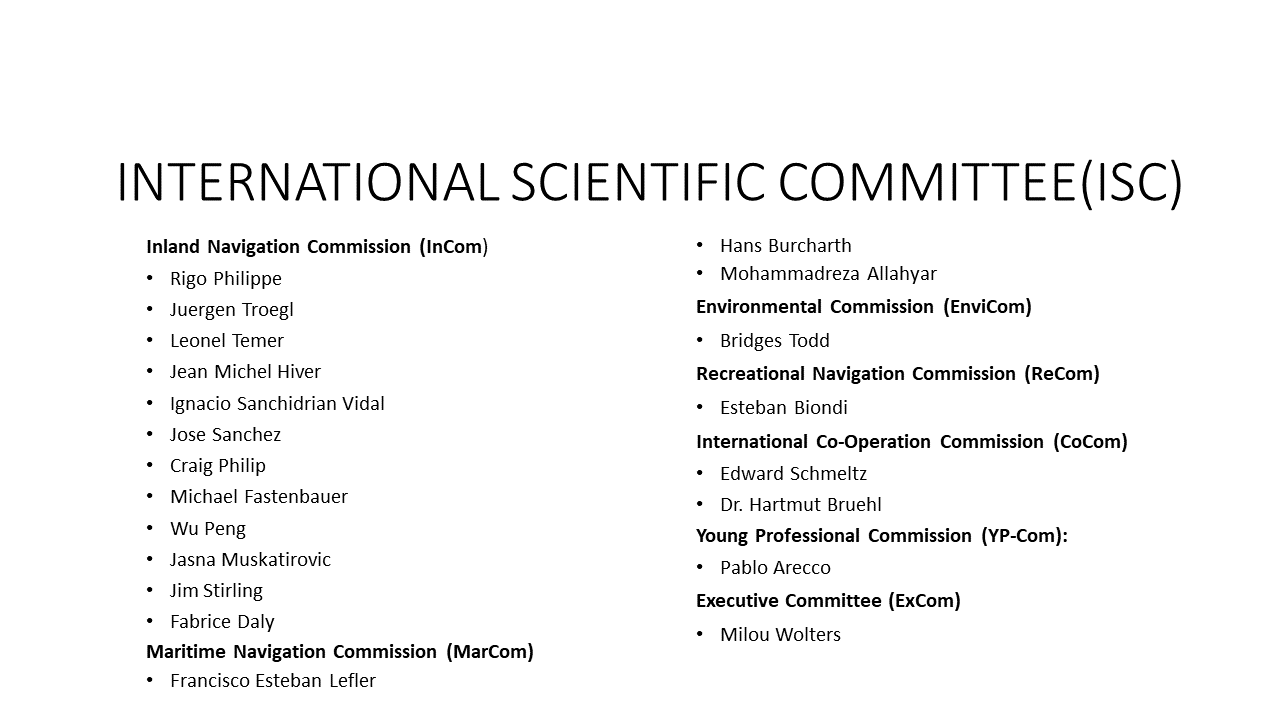 INTERNATIONAL SCIENTIFIC COMMITTEE(ISC)
Inland Navigation Commission (InCom)
• Rigo Philippe
• Juergen Troegl
• Leonel Temer
• Jean Michel Hiver
• Ignacio Sanchidrian Vidal
• Jose Sanchez
• Craig Philip
• Michael Fastenbauer
• Wu Peng
• Jasna Muskatirovic
• Jim Stirling
• Fabrice Daly
Maritime Navigation Commission (MarCom)
• Francisco Esteban Lefler
• Hans Burcharth
• Mohammadreza Allahyar
Environmental Commission (EnviCom)
• Bridges Todd
Recreational Navigation Commission (ReCom)
• Esteban Biondi
International Co-Operation Commission (CoCom)
• Edward Schmeltz
• Dr. Hartmut Bruehl
Young Professional Commission (YP-Com):
• Pablo Arecco
Executive Committee (ExCom)
• Milou Wolters